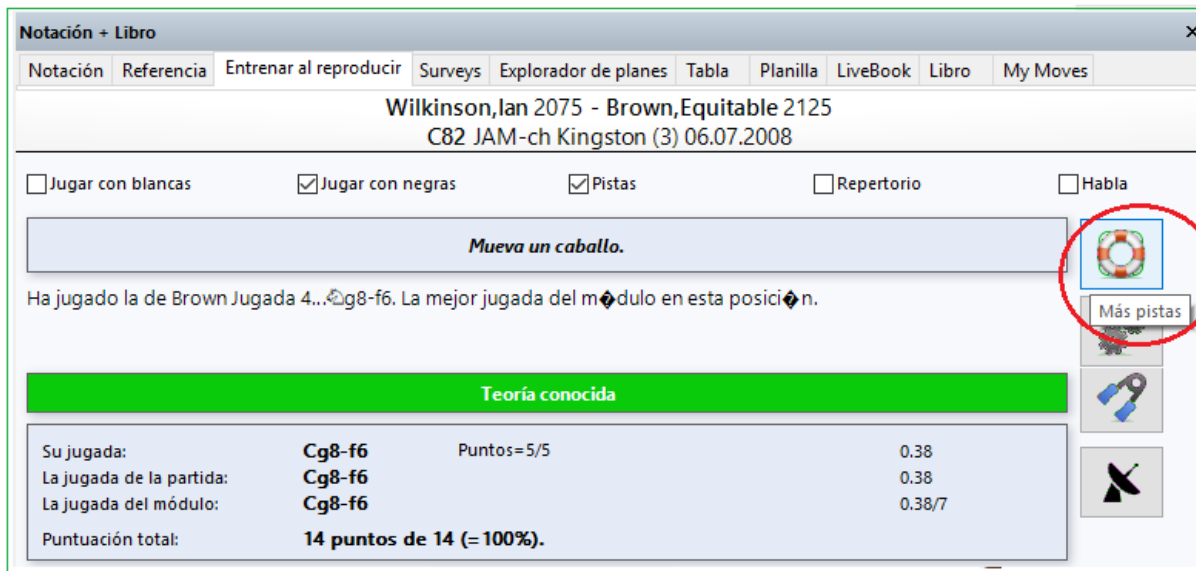 Notación + Libro
Notación Referencia Entrenar al reproducir Surveys Explorador de planes Tabla Planilla LiveBook Libro My Moves
Wilkinson,Ian 2075 - Brown,Equitable 2125
C82 JAM-ch Kingston (3) 06.07.2008
Jugar con blancas Jugar con negras Pistas Repertorio Habla
Mueva un caballo.
Ha jugado la de Brown Jugada 4...♘g8-f6. La mejor jugada del m�dulo en esta posici�n.
Más pistas
Teoría conocida
Su jugada: Cg8-f6 Puntos=5/5 0.38
La jugada de la partida: Cg8-f6 0.38
La jugada del módulo: Cg8-f6 0.38/7
Puntuación total: 14 puntos de 14 (=100%).